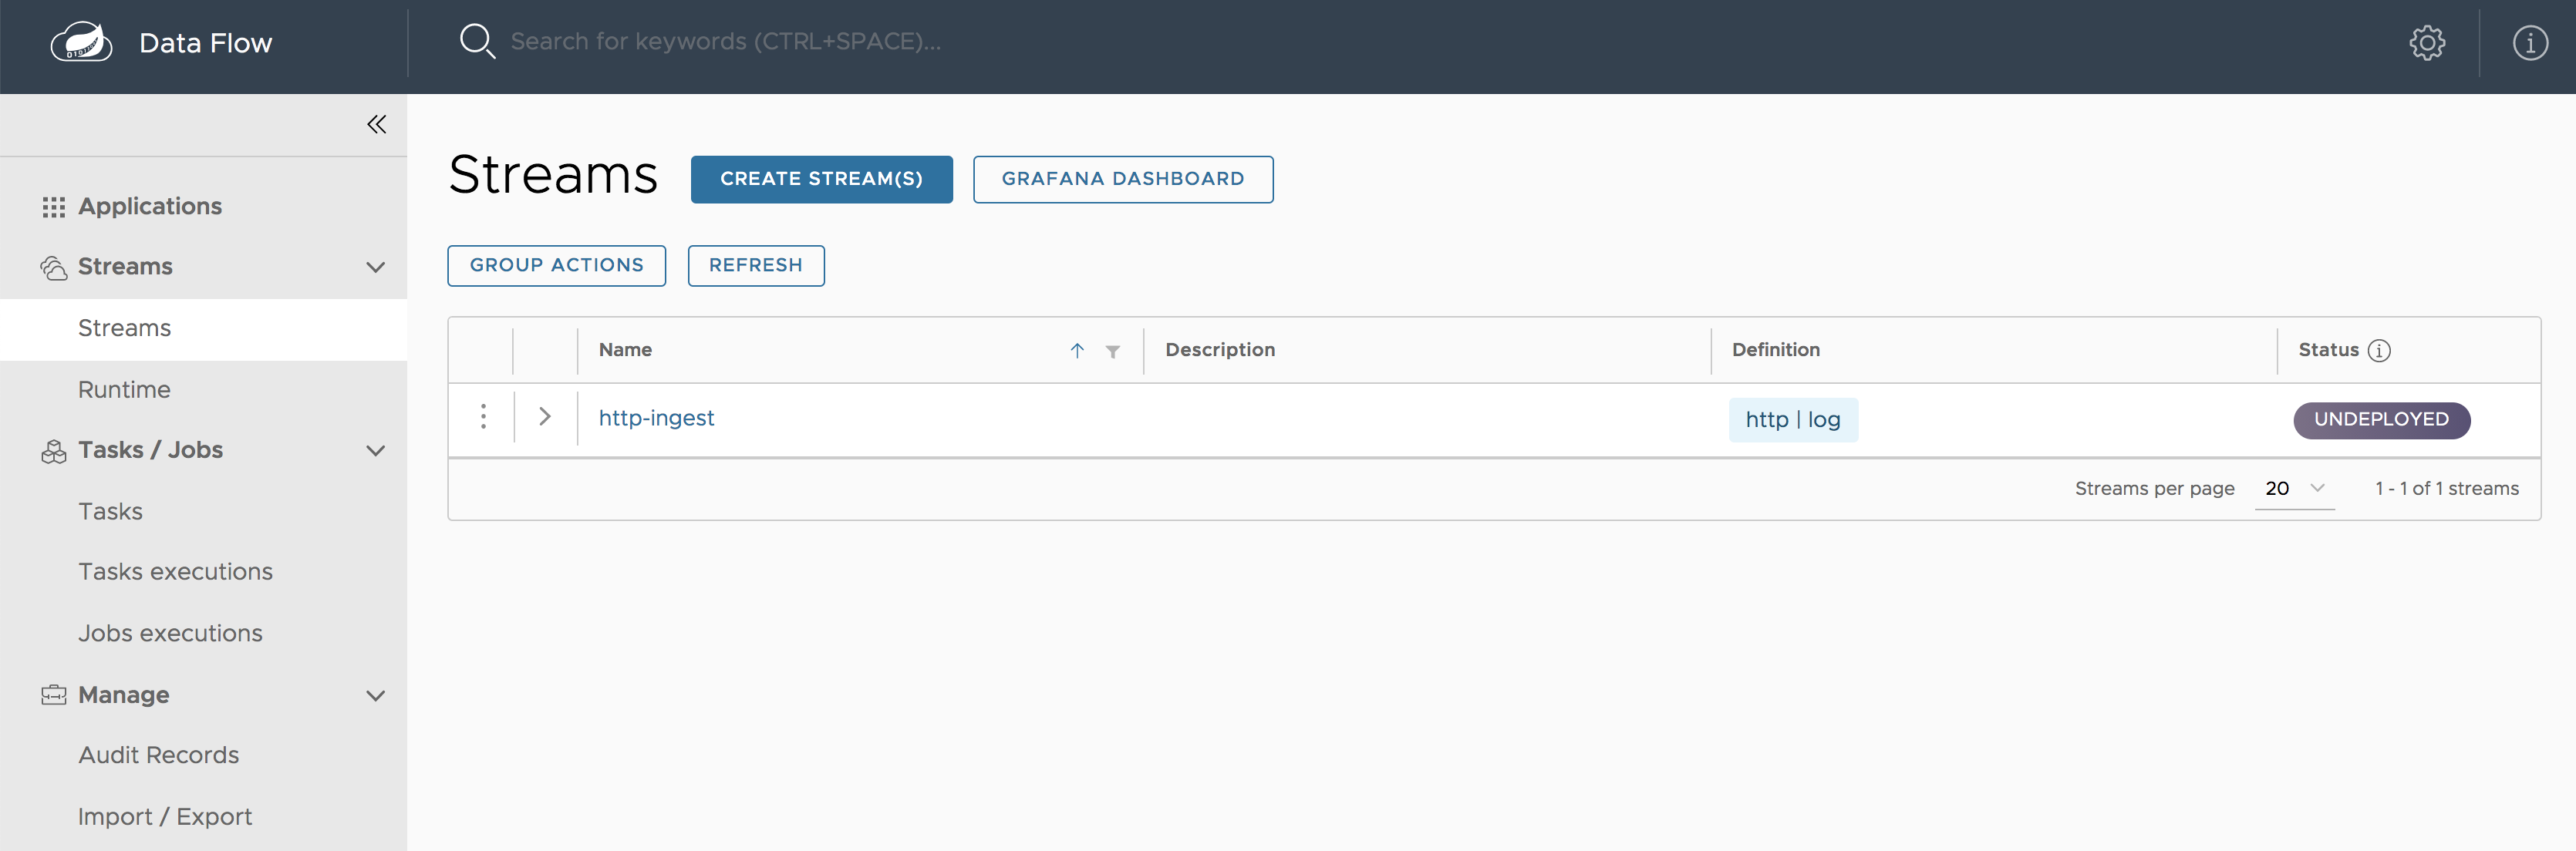 Data Flow
Search for keywords (CTRL+SPACE)...
Applications
Streams
Streams
Runtime
Tasks / Jobs
Tasks
Tasks executions
Jobs executions
Manage
Audit Records
Import / Export
Streams
CREATE STREAM(S)
GRAFANA DASHBOARD
GROUP ACTIONS
REFRESH
Name
Description
Definition
Status
http-ingest
http | log
UNDEPLOYED
Streams per page
20
1 - 1 of 1 streams